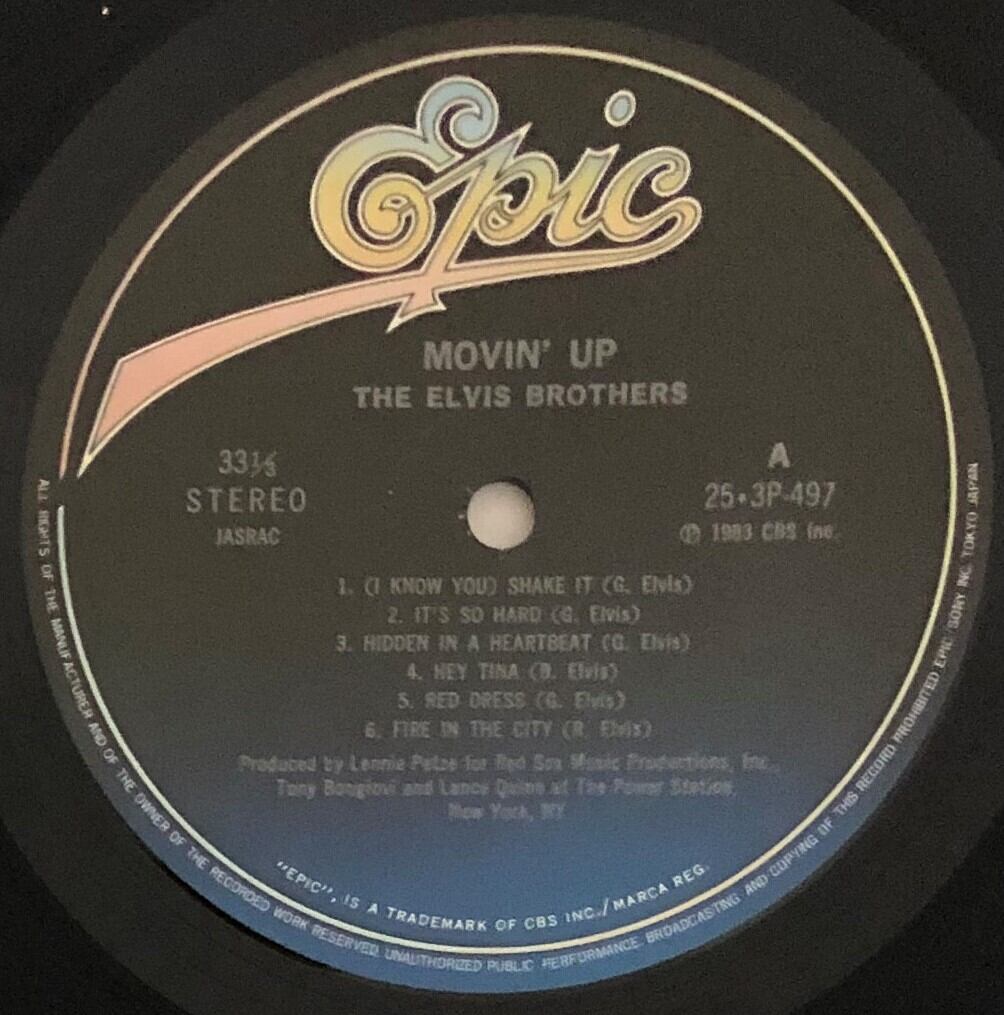 Epic
MOVIN' UP
THE ELVIS BROTHERS
33⅓
STEREO
JASRAC
A
25・3P-497
Ⓟ 1983 CBS Inc.
1. (I KNOW YOU) SHAKE IT (G. Elvis)
2. IT'S SO HARD (G. Elvis)
3. HIDDEN IN A HEARTBEAT (G. Elvis)
4. HEY TINA (B. Elvis)
5. RED DRESS (G. Elvis)
6. FIRE IN THE CITY (R. Elvis)
Produced by Lennie Petze for Red Sox Music Productions, Inc.,
Tony Bongiovi and Lance Quinn at The Power Station,
New York, NY
"EPIC", IS A TRADEMARK OF CBS INC./MARCA REG.
ALL RIGHTS OF THE MANUFACTURER AND OF THE OWNER OF THE RECORDED WORK RESERVED. UNAUTHORIZED PUBLIC PERFORMANCE BROADCASTING AND COPYING OF THIS RECORD PROHIBITED EPIC/SONY INC. TOKYO JAPAN